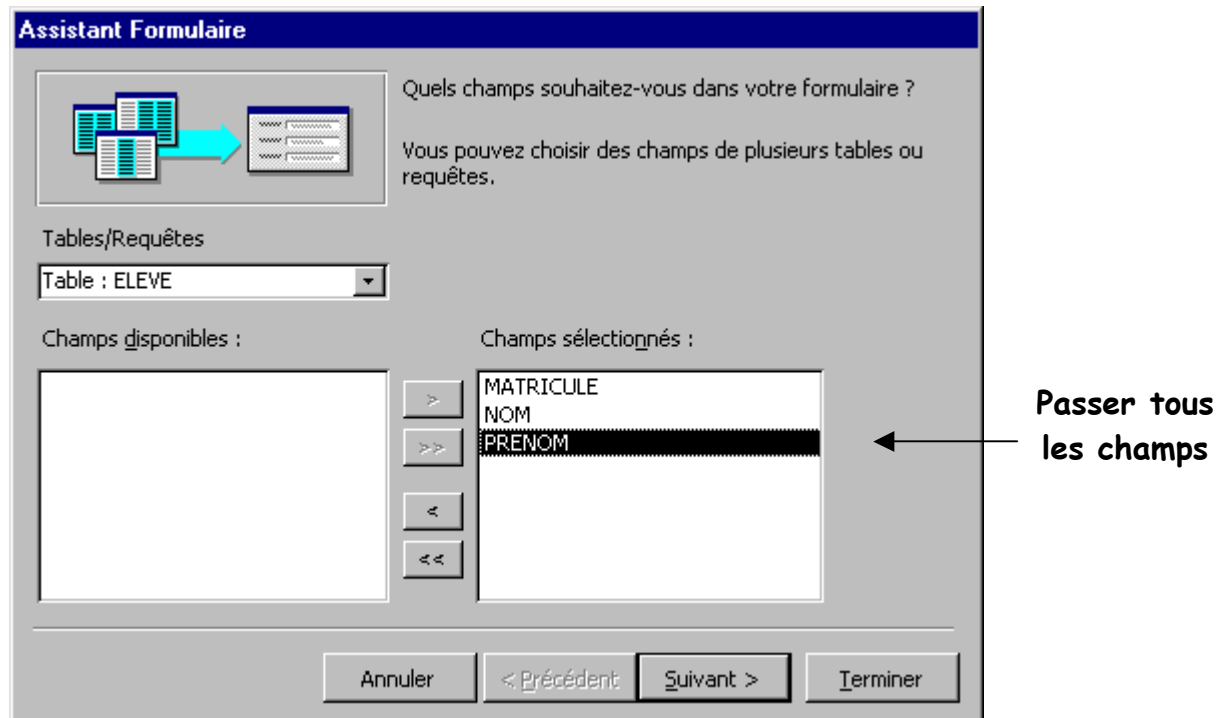 Assistant Formulaire
Quels champs souhaitez-vous dans votre formulaire ?
Vous pouvez choisir des champs de plusieurs tables ou
requêtes.
Tables/Requêtes
Table : ELEVE
Champs disponibles :
Champs sélectionnés :
>
>>
<
<<
MATRICULE
NOM
PRENOM
Passer tous
les champs
Annuler
< Précédent
Suivant >
Terminer